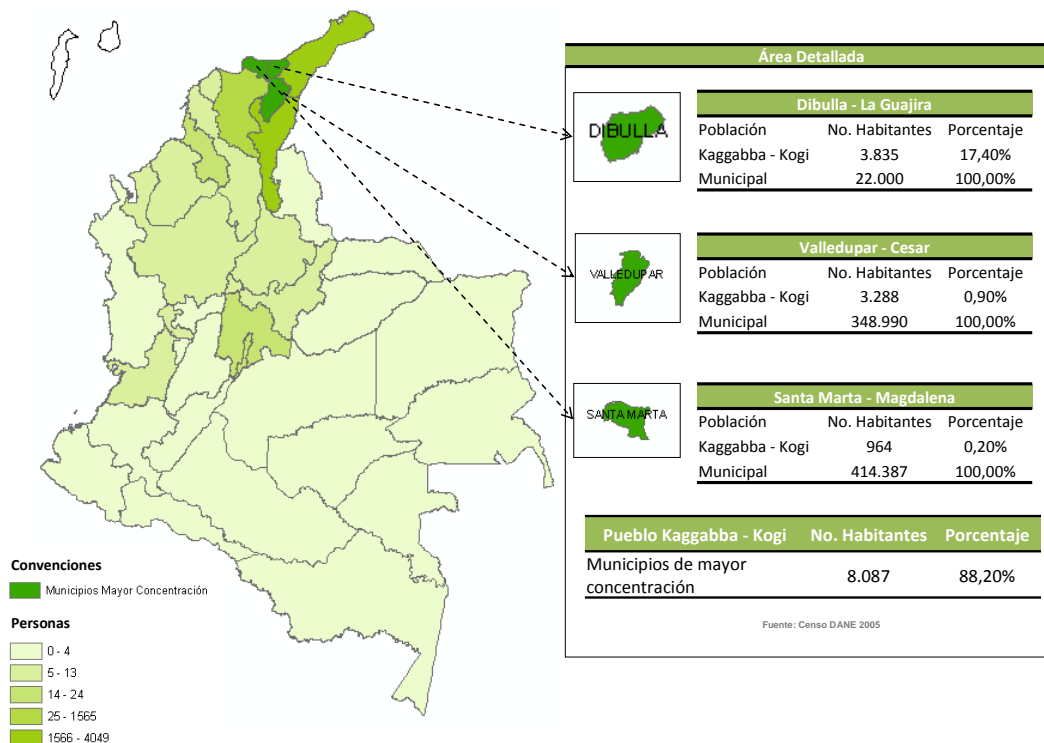 Área Detallada
DIBULLA
Dibulla - La Guajira
Población No. Habitantes Porcentaje
Kaggabba - Kogi 3.835 17,40%
Municipal 22.000 100,00%
VALLEDUPAR
Valledupar - Cesar
Población No. Habitantes Porcentaje
Kaggabba - Kogi 3.288 0,90%
Municipal 348.990 100,00%
SANTA MARTA
Santa Marta - Magdalena
Población No. Habitantes Porcentaje
Kaggabba - Kogi 964 0,20%
Municipal 414.387 100,00%
Pueblo Kaggabba - Kogi No. Habitantes Porcentaje
Municipios de mayor
concentración 8.087 88,20%
Fuente: Censo DANE 2005
Convenciones
Municipios Mayor Concentración
Personas
0 - 4
5 - 13
14 - 24
25 - 1565
1566 - 4049